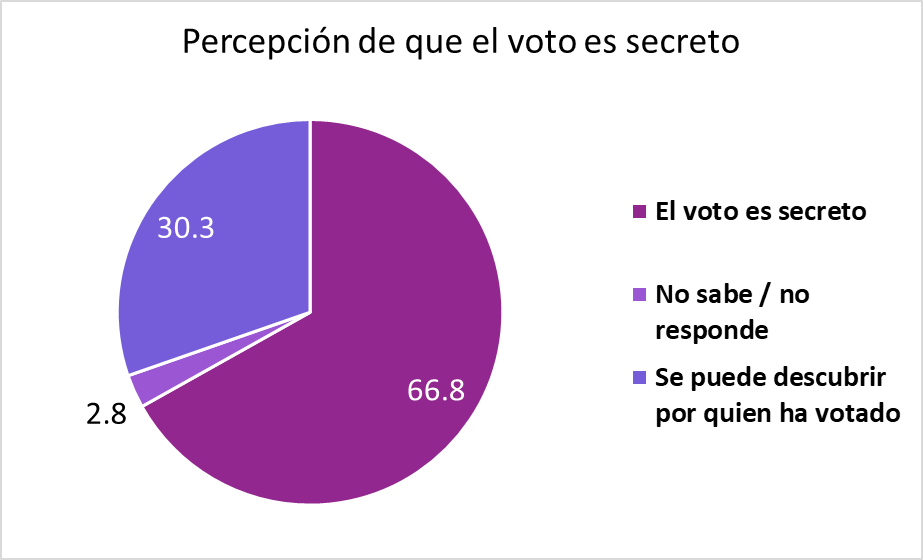 Percepción de que el voto es secreto
30.3
66.8
2.8
El voto es secreto
No sabe / no
responde
Se puede descubrir
por quien ha votado